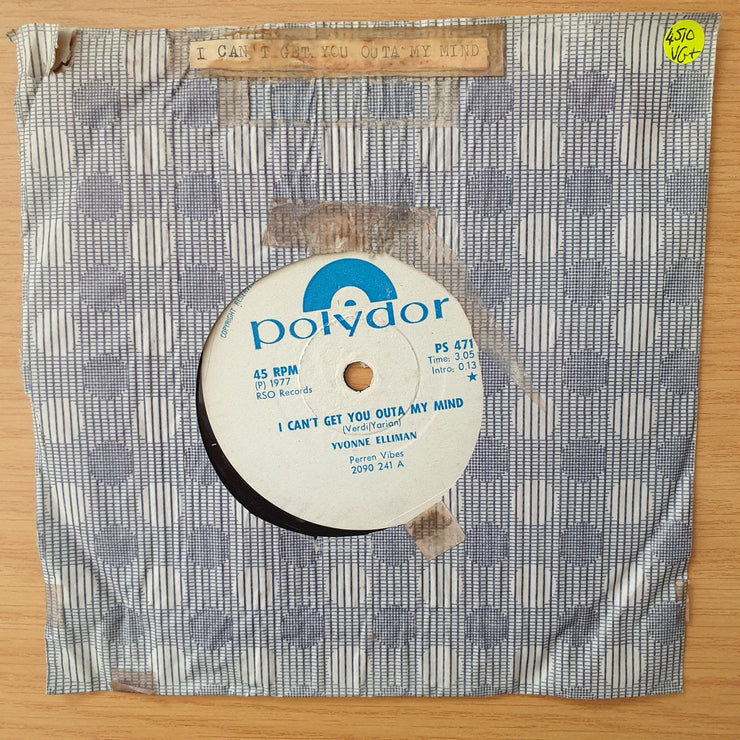 I CAN'T GET YOU OUTA MY MIND
4510
VG+
polydor
COPYRIGHT
45 RPM
(P) 1977
RSO Records
PS 471
Time: 3.05
Intro: 0.13
I CAN'T GET YOU OUTA MY MIND
(Verdi/Yarian)
YVONNE ELLIMAN
Perren Vibes
2090 241 A